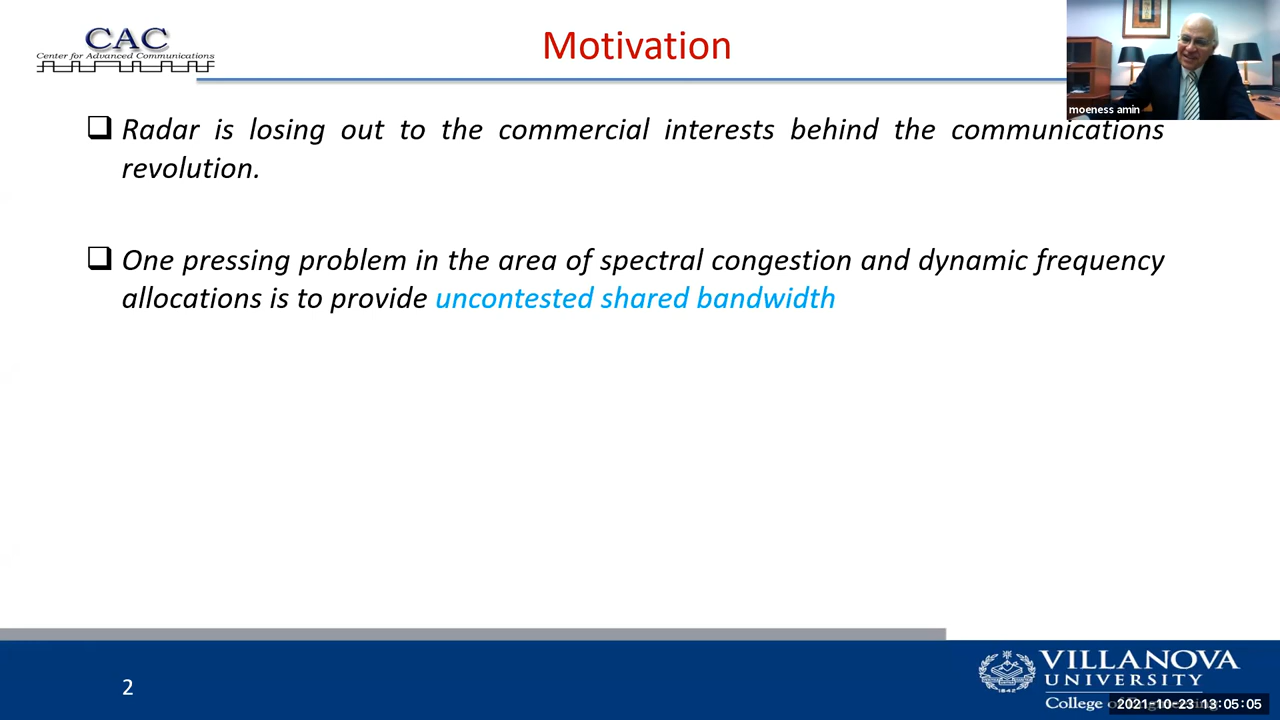 CAC
Center for Advanced Communications
Motivation
moeness amin
Radar is losing out to the commercial interests behind the communications
revolution.
One pressing problem in the area of spectral congestion and dynamic frequency
allocations is to provide uncontested shared bandwidth
2
VILLANOVA
UNIVERSITY
1842
College of Engineering
2021-10-23 13:05:05